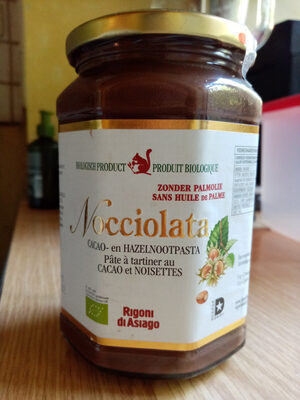 BIOLOGISCH PRODUCT PRODUIT BIOLOGIQUE
ZONDER PALMOLIE
SANS HUILE DE PALME
Nocciolata
CACAO- en HAZELNOOTPASTA
Pâte à tartiner au
CACAO et NOISETTES
Rigoni
di Asiago